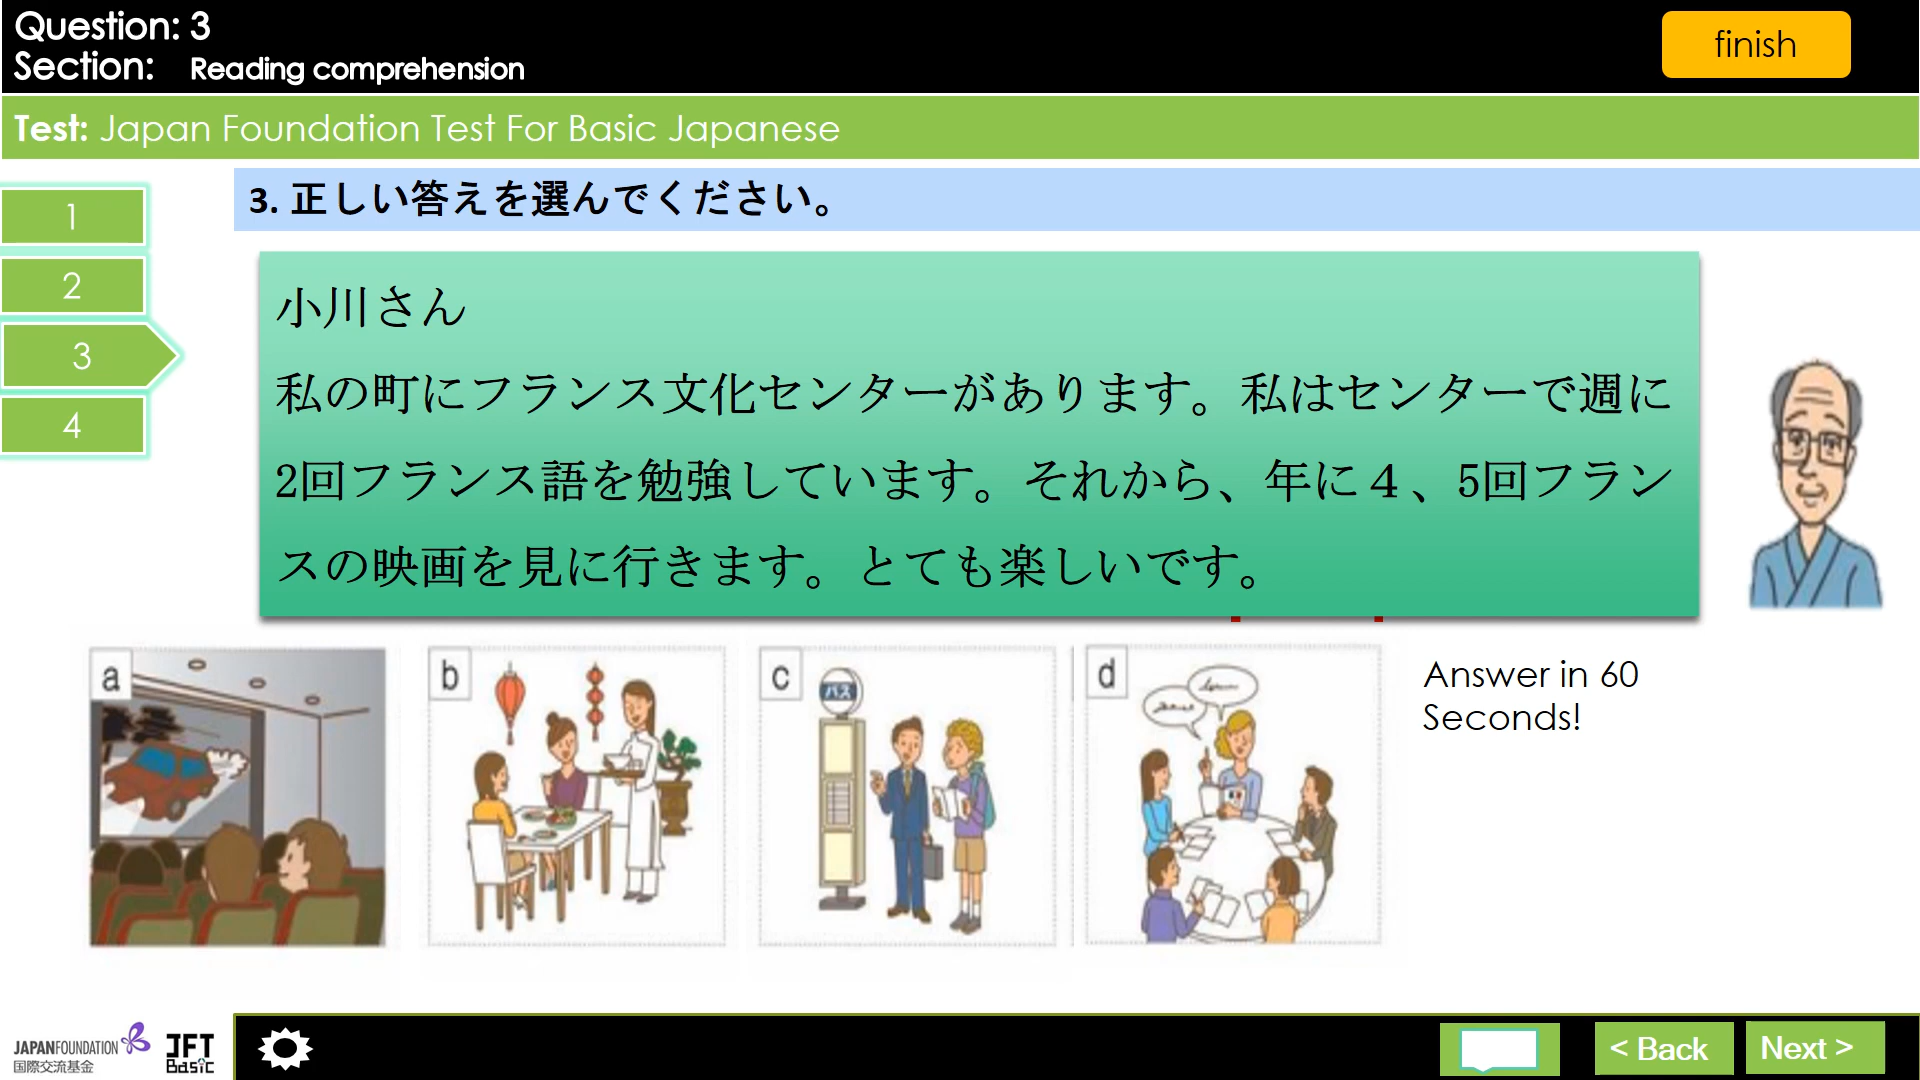 Question: 3
Section: Reading comprehension
finish
Test: Japan Foundation Test For Basic Japanese
1
2
3
4
3. 正しい答えを選んでください。
小川さん
私の町にフランス文化センターがあります。私はセンターで週に
2回フランス語を勉強しています。それから、年に４、5回フラン
スの映画を見に行きます。とても楽しいです。
a
b
c
バス
d
Answer in 60
Seconds!
JAPANFOUNDATION
国際交流基金
JFT
Basic
< Back
Next >